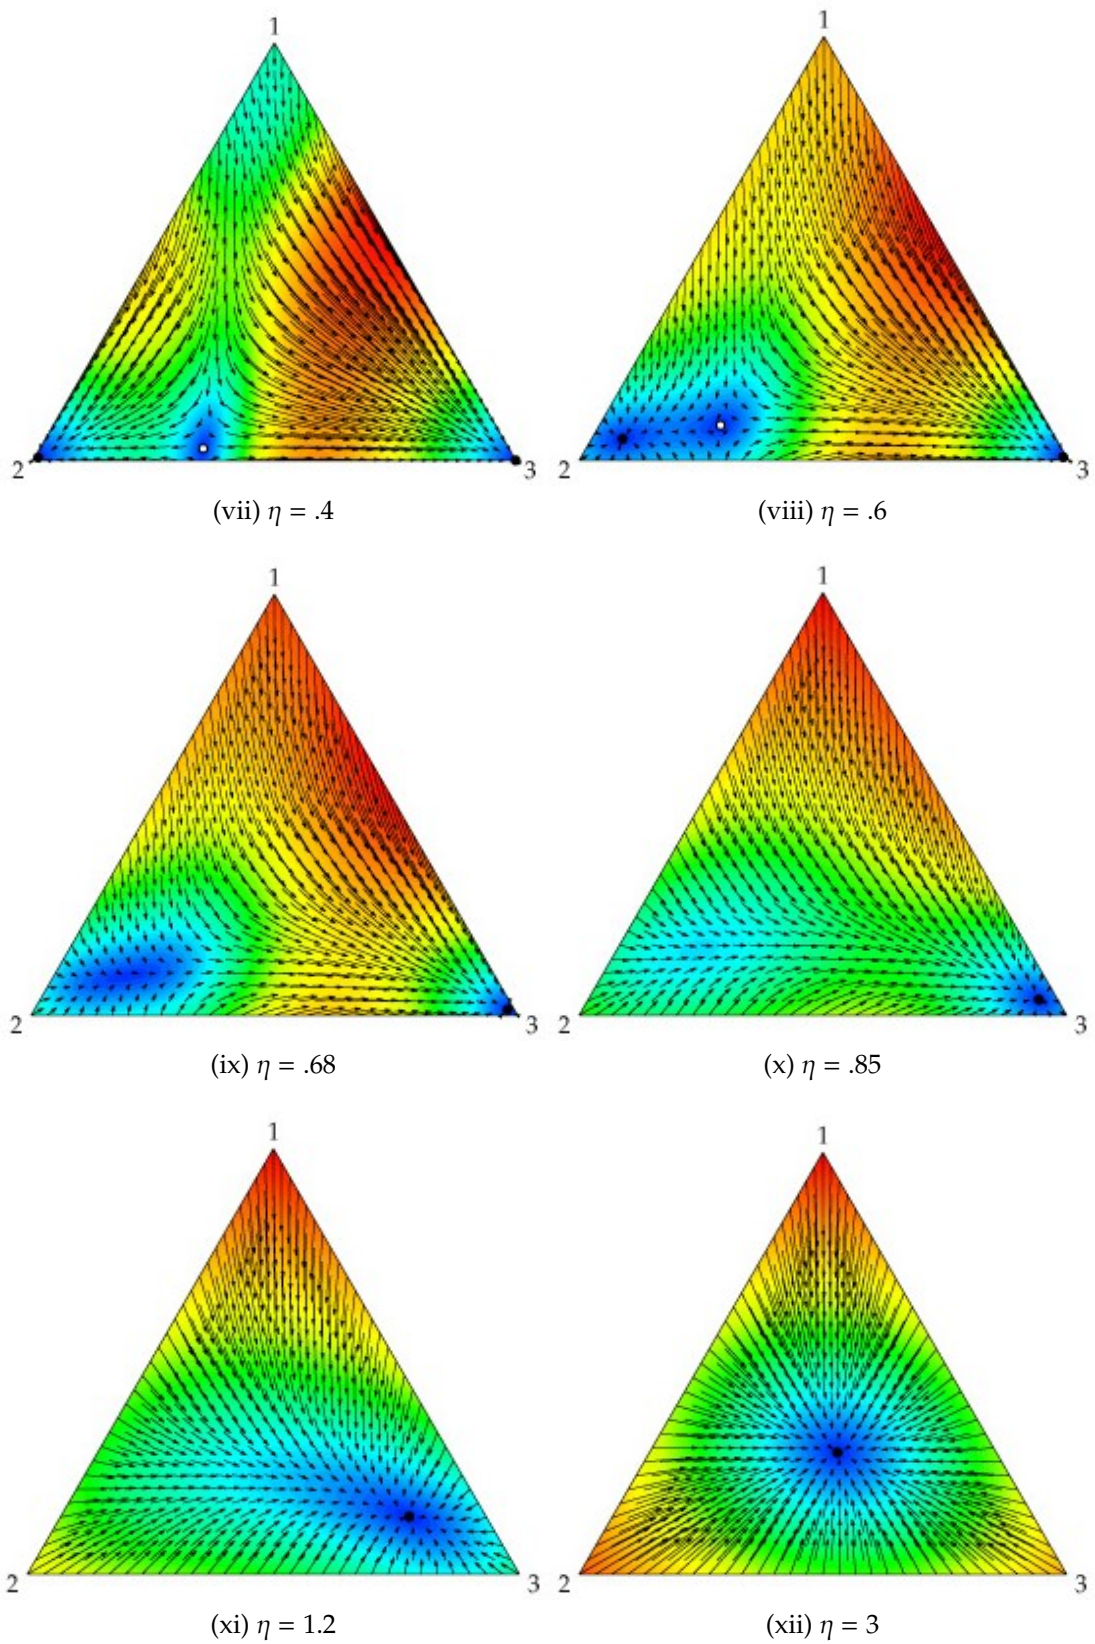 1 1
2 3 2 3
(vii) η = .4 (viii) η = .6
1 1
2 3 2 3
(ix) η = .68 (x) η = .85
1 1
2 3 2 3
(xi) η = 1.2 (xii) η = 3